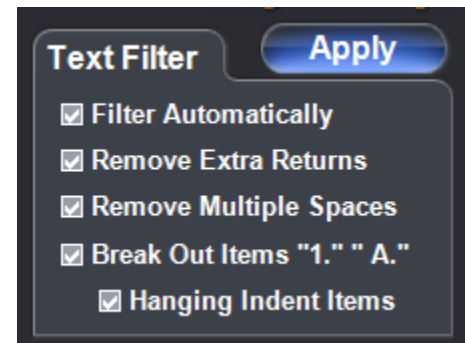 Text Filter
Apply
Filter Automatically
Remove Extra Returns
Remove Multiple Spaces
Break Out Items "1." " A."
Hanging Indent Items